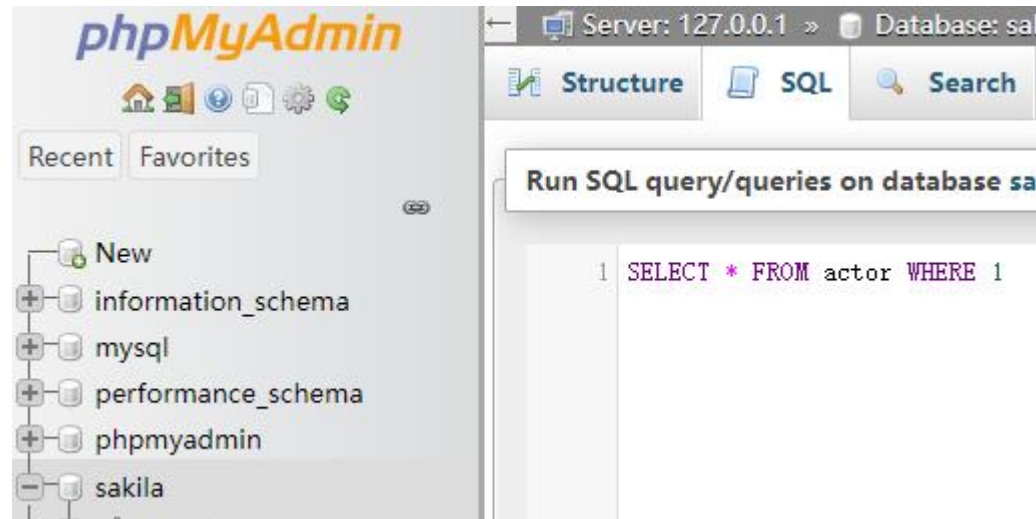 phpMyAdmin
Recent Favorites
New
information_schema
mysql
performance_schema
phpmyadmin
sakila
Server: 127.0.0.1 » Database: sa
Structure SQL Search
Run SQL query/queries on database sa
1 SELECT * FROM actor WHERE 1